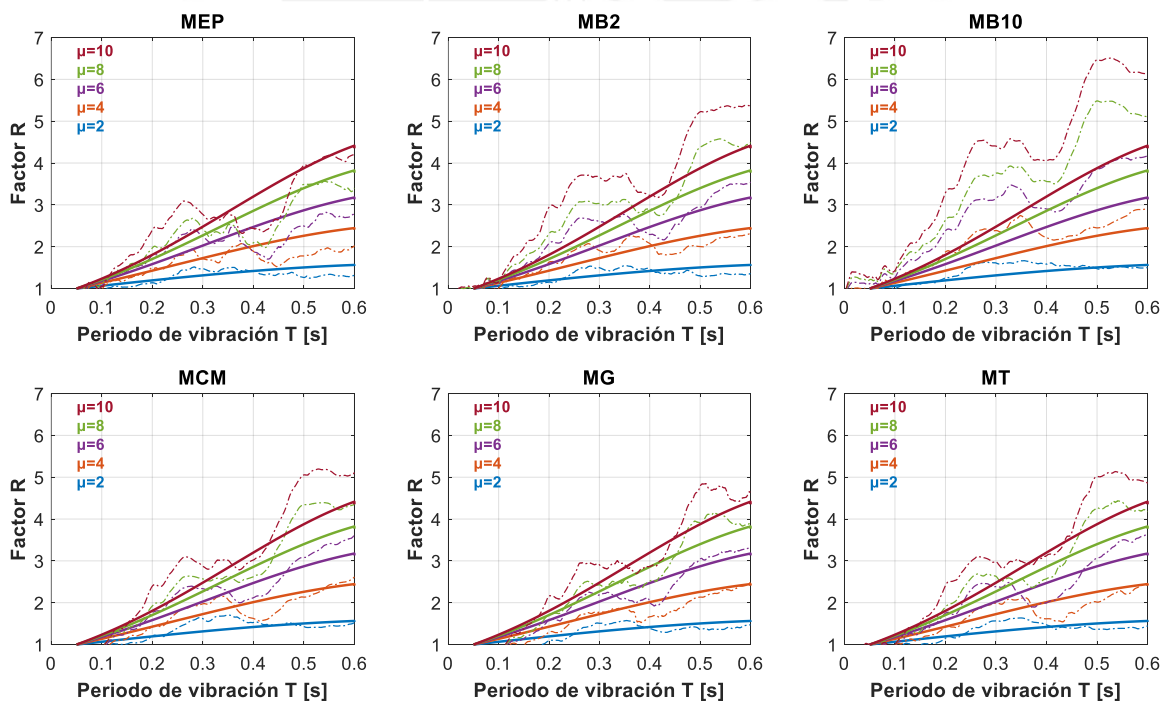 MEP
7
6
5
4
3
2
1
Factor R
μ=10
μ=8
μ=6
μ=4
μ=2
0 0.1 0.2 0.3 0.4 0.5 0.6
Periodo de vibración T [s]
MB2
7
6
5
4
3
2
1
Factor R
μ=10
μ=8
μ=6
μ=4
μ=2
0 0.1 0.2 0.3 0.4 0.5 0.6
Periodo de vibración T [s]
MB10
7
6
5
4
3
2
1
Factor R
μ=10
μ=8
μ=6
μ=4
μ=2
0 0.1 0.2 0.3 0.4 0.5 0.6
Periodo de vibración T [s]
MCM
7
6
5
4
3
2
1
Factor R
μ=10
μ=8
μ=6
μ=4
μ=2
0 0.1 0.2 0.3 0.4 0.5 0.6
Periodo de vibración T [s]
MG
7
6
5
4
3
2
1
Factor R
μ=10
μ=8
μ=6
μ=4
μ=2
0 0.1 0.2 0.3 0.4 0.5 0.6
Periodo de vibración T [s]
MT
7
6
5
4
3
2
1
Factor R
μ=10
μ=8
μ=6
μ=4
μ=2
0 0.1 0.2 0.3 0.4 0.5 0.6
Periodo de vibración T [s]